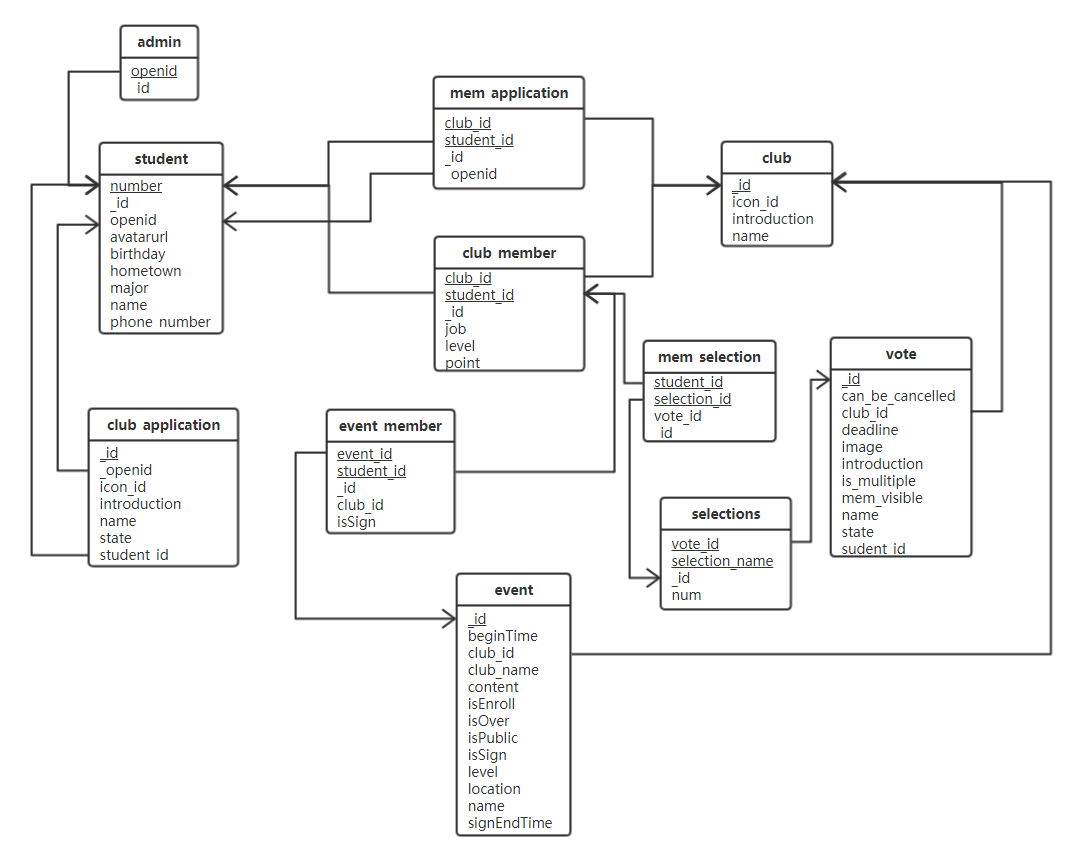 admin
openid
id
student
number
_id
openid
avatarurl
birthday
hometown
major
name
phone number
mem application
club_id
student_id
_id
_openid
club
_id
icon_id
introduction
name
club member
club_id
student_id
_id
job
level
point
mem selection
student_id
selection_id
vote_id
_id
vote
_id
can_be_cancelled
club_id
deadline
image
introduction
is_mulitiple
mem_visible
name
state
sudent_id
club application
_id
_openid
icon_id
introduction
name
state
student_id
event member
event_id
student_id
_id
club_id
isSign
selections
vote_id
selection_name
_id
num
event
_id
beginTime
club_id
club_name
content
isEnroll
isOver
isPublic
isSign
level
location
name
signEndTime